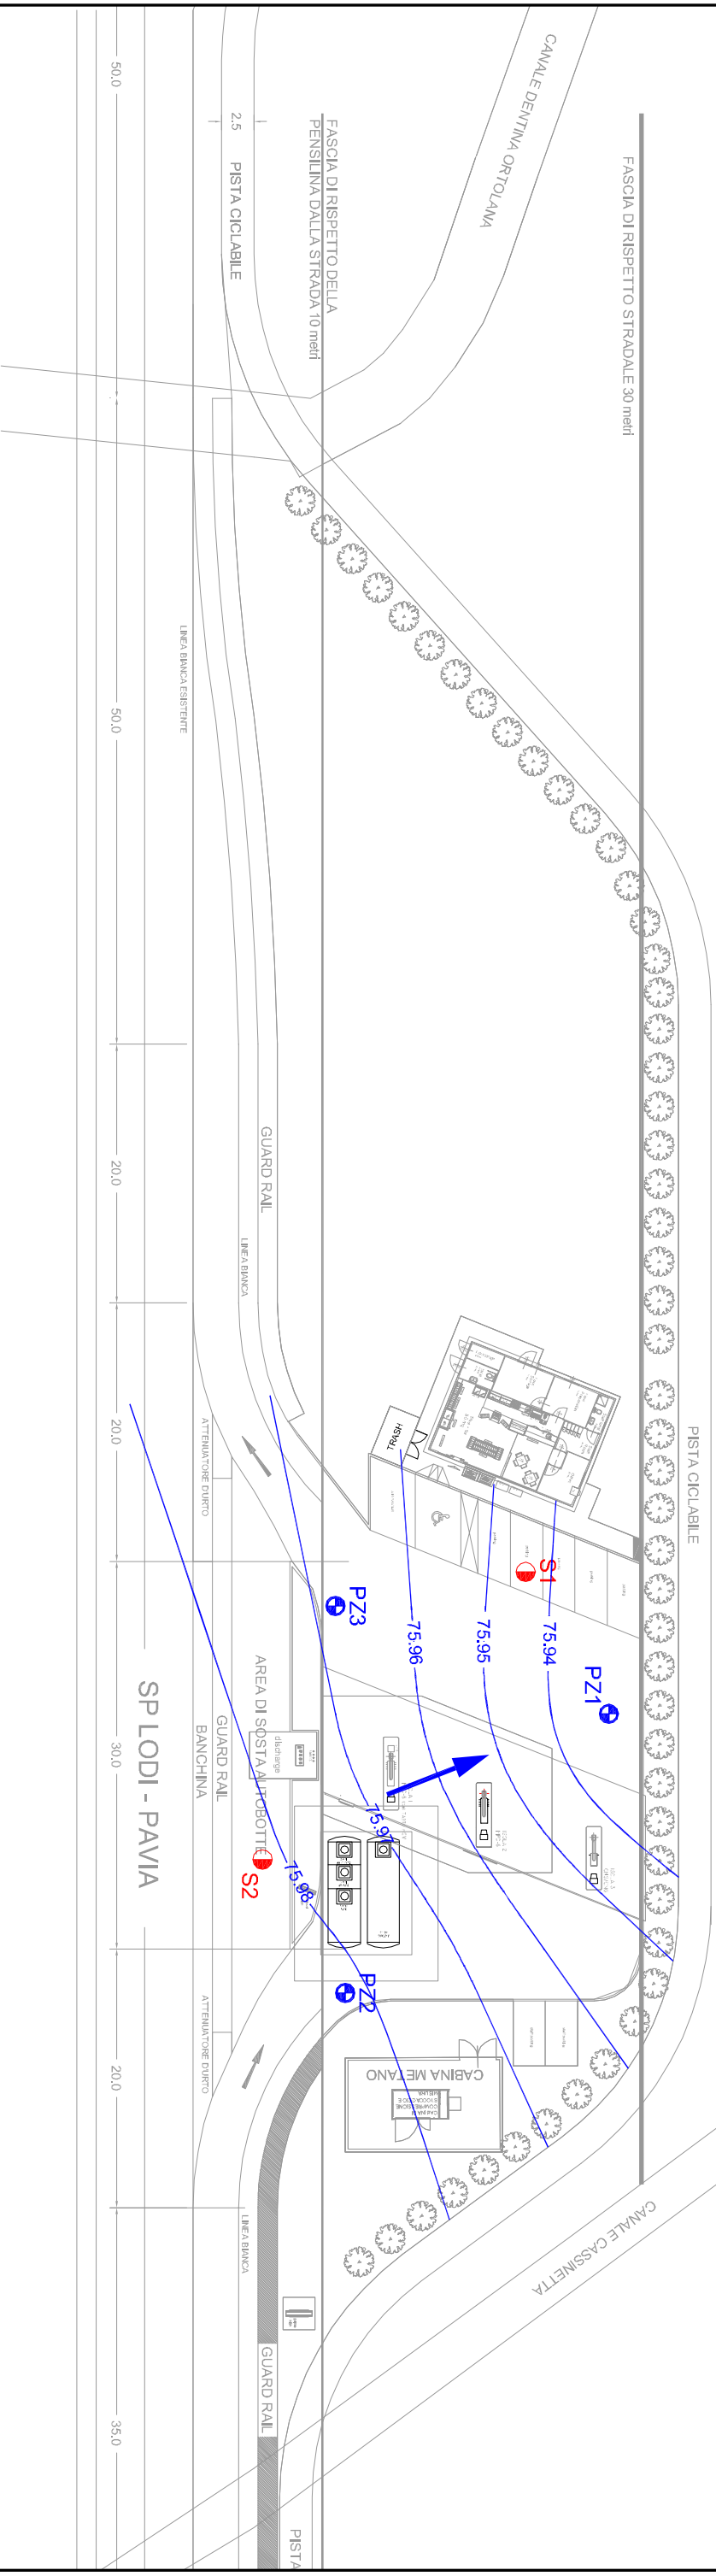 CANALE DENTINA ORTOLANA
FASCIA DI RISPETTO STRADALE 30 metri
FASCIA DI RISPETTO DELLA
PENSILINA DALLA STRADA 10 metri
2.5
PISTA CICLABILE
50.0
LINEA BIANCA ESISTENTE
50.0
GUARD RAIL
LINEA BIANCA
20.0
PISTA CICLABILE
TRASH
20.0
ATTENUATORE D'URTO
S1
PZ3
PZ1
75.94
75.95
75.96
75.97
75.98
AREA DI SOSTA AUTOBOTTE
discharge
GUARD RAIL
BANCHINA
SP LODI - PAVIA
30.0
S2
PZ2
ATTENUATORE D'URTO
20.0
CABINA METANO
LINEA BIANCA
CANALE CASSINETTA
GUARD RAIL
35.0
PISTA